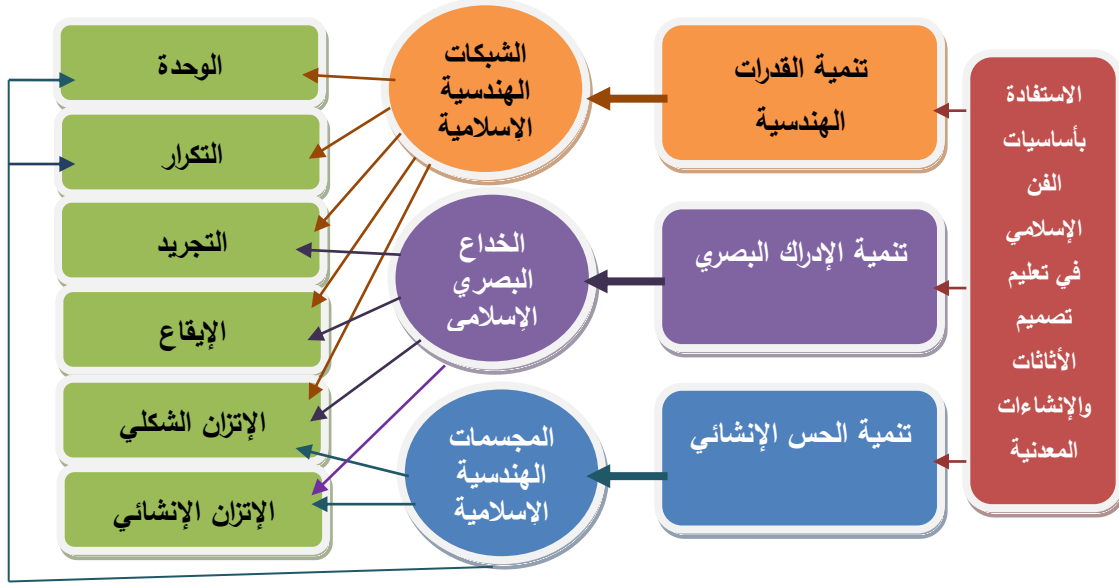 الاستفادة
بأساسيات
الفن
الإسلامي
في تعليم
تصميم
الأثاثات
والإنشاءات
المعدنية
تنمية القدرات
الهندسية
تنمية الإدراك البصري
تنمية الحس الإنشائي
الشبكات
الهندسية
الإسلامية
الخداع
البصري
الإسلامى
المجسمات
الهندسية
الإسلامية
الوحدة
التكرار
التجريد
الإيقاع
الإتزان الشكلي
الإتزان الإنشائي